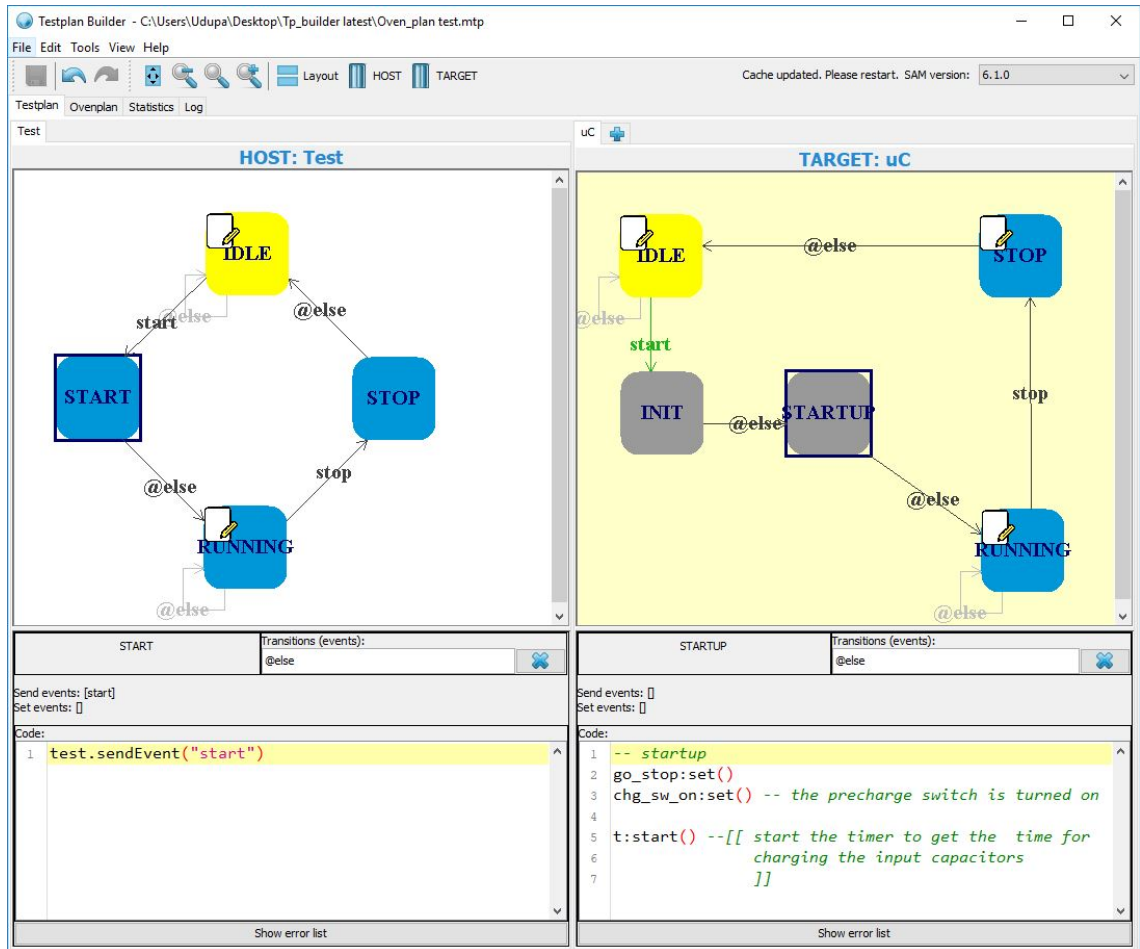 Testplan Builder - C:\Users\Udupa\Desktop\Tp_builder latest\Oven_plan test.mtp
File Edit Tools View Help
Layout HOST TARGET Cache updated. Please restart. SAM version: 6.1.0
Testplan Ovenplan Statistics Log
Test
HOST: Test
IDLE
@else
start
@else
START
STOP
@else
stop
RUNNING
@else
START
Transitions (events):
@else
Send events: [start]
Set events: []
Code:
1 test.sendEvent("start")
Show error list
uC
TARGET: uC
IDLE
@else
STOP
@else
start
INIT
@else
STARTUP
stop
@else
RUNNING
@else
STARTUP
Transitions (events):
@else
Send events: []
Set events: []
Code:
1 -- startup
2 go_stop:set()
3 chg_sw_on:set() -- the precharge switch is turned on
4
5 t:start() --[[ start the timer to get the time for
6 charging the input capacitors
7 ]]
Show error list